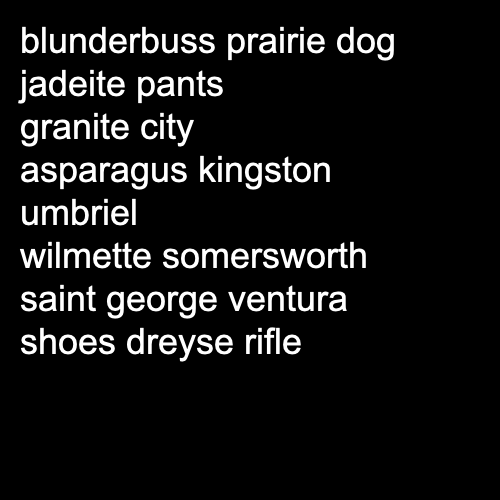 blunderbuss prairie dog
jadeite pants
granite city
asparagus kingston
umbriel
wilmette somersworth
saint george ventura
shoes dreyse rifle